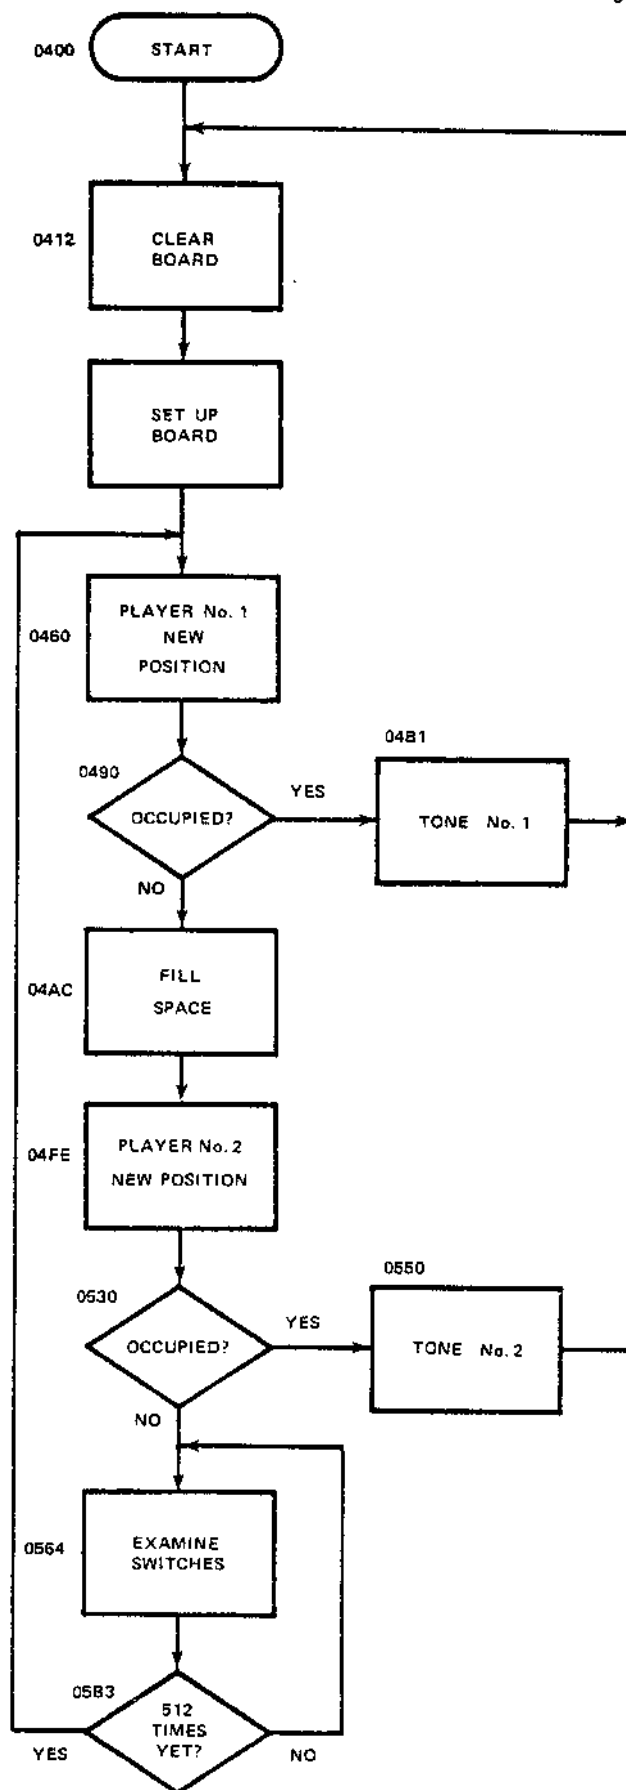 0400
START
0412
CLEAR
BOARD
SET UP
BOARD
0460
PLAYER No. 1
NEW
POSITION
0490
OCCUPIED?
YES
04B1
TONE No. 1
NO
04AC
FILL
SPACE
04FE
PLAYER No. 2
NEW POSITION
0530
OCCUPIED?
YES
0550
TONE No. 2
NO
0564
EXAMINE
SWITCHES
05B3
512
TIMES
YET?
YES
NO